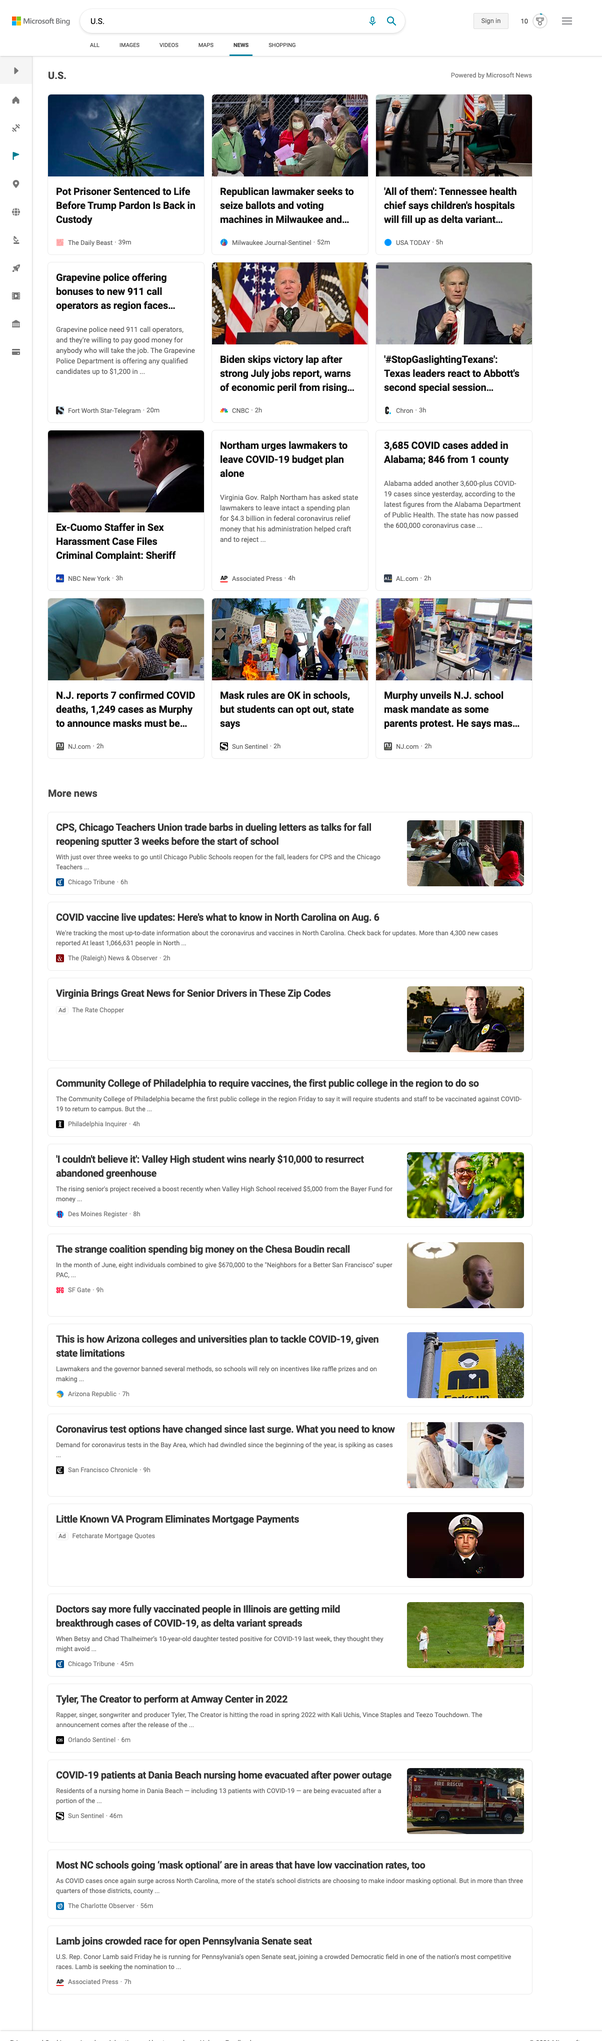 Microsoft Bing
U.S.
Sign in
10
ALL
IMAGES
VIDEOS
MAPS
NEWS
SHOPPING
U.S.
Powered by Microsoft News
Pot Prisoner Sentenced to Life
Before Trump Pardon Is Back in
Custody
The Daily Beast · 39m
Republican lawmaker seeks to
seize ballots and voting
machines in Milwaukee and...
Milwaukee Journal-Sentinel · 52m
'All of them': Tennessee health
chief says children's hospitals
will fill up as delta variant...
USA TODAY · 5h
Grapevine police offering
bonuses to new 911 call
operators as region faces...
Grapevine police need 911 call operators,
and they're willing to pay good money for
anybody who will take the job. The Grapevine
Police Department is offering any qualified
candidates up to $1,200 in ...
Fort Worth Star-Telegram · 20m
Biden skips victory lap after
strong July jobs report, warns
of economic peril from rising...
CNBC · 2h
'#StopGaslightingTexans':
Texas leaders react to Abbott's
second special session...
Chron · 3h
Ex-Cuomo Staffer in Sex
Harassment Case Files
Criminal Complaint: Sheriff
NBC New York · 3h
Northam urges lawmakers to
leave COVID-19 budget plan
alone
Virginia Gov. Ralph Northam has asked state
lawmakers to leave intact a spending plan
for $4.3 billion in federal coronavirus relief
money that his administration helped craft
and to reject ...
AP
Associated Press · 4h
3,685 COVID cases added in
Alabama; 846 from 1 county
Alabama added another 3,600-plus COVID-
19 cases since yesterday, according to the
latest figures from the Alabama Department
of Public Health. The state has now passed
the 600,000 coronavirus case ...
AL.com · 2h
N.J. reports 7 confirmed COVID
deaths, 1,249 cases as Murphy
to announce masks must be...
NJ.com · 2h
Mask rules are OK in schools,
but students can opt out, state
says
Sun Sentinel · 2h
Murphy unveils N.J. school
mask mandate as some
parents protest. He says mas...
NJ.com · 2h
More news
CPS, Chicago Teachers Union trade barbs in dueling letters as talks for fall
reopening sputter 3 weeks before the start of school
With just over three weeks to go until Chicago Public Schools reopen for the fall, leaders for CPS and the Chicago
Teachers ...
Chicago Tribune · 6h
COVID vaccine live updates: Here's what to know in North Carolina on Aug. 6
We're tracking the most up-to-date information about the coronavirus and vaccines in North Carolina. Check back for updates. More than 4,300 new cases
reported At least 1,066,631 people in North ...
The (Raleigh) News & Observer · 2h
Virginia Brings Great News for Senior Drivers in These Zip Codes
Ad The Rate Chopper
Community College of Philadelphia to require vaccines, the first public college in the region to do so
The Community College of Philadelphia became the first public college in the region Friday to say it will require students and staff to be vaccinated against COVID-
19 to return to campus. But the ...
Philadelphia Inquirer · 4h
'I couldn't believe it': Valley High student wins nearly $10,000 to resurrect
abandoned greenhouse
The rising senior's project received a boost recently when Valley High School received $5,000 from the Bayer Fund for
money ...
Des Moines Register · 8h
The strange coalition spending big money on the Chesa Boudin recall
In the month of June, eight individuals combined to give $670,000 to the "Neighbors for a Better San Francisco" super
PAC, ...
SF Gate · 9h
This is how Arizona colleges and universities plan to tackle COVID-19, given
state limitations
Lawmakers and the governor banned several methods, so schools will rely on incentives like raffle prizes and on
making ...
Arizona Republic · 7h
Coronavirus test options have changed since last surge. What you need to know
Demand for coronavirus tests in the Bay Area, which had dwindled since the beginning of the year, is spiking as cases
...
San Francisco Chronicle · 9h
Little Known VA Program Eliminates Mortgage Payments
Ad Fetcharate Mortgage Quotes
Doctors say more fully vaccinated people in Illinois are getting mild
breakthrough cases of COVID-19, as delta variant spreads
When Betsy and Chad Thalheimer's 10-year-old daughter tested positive for COVID-19 last week, they thought they
might avoid ...
Chicago Tribune · 45m
Tyler, The Creator to perform at Amway Center in 2022
Rapper, singer, songwriter and producer Tyler, The Creator is hitting the road in spring 2022 with Kali Uchis, Vince Staples and Teezo Touchdown. The
announcement comes after the release of the ...
Orlando Sentinel · 6m
COVID-19 patients at Dania Beach nursing home evacuated after power outage
Residents of a nursing home in Dania Beach — including 13 patients with COVID-19 — are being evacuated after a
portion of the ...
Sun Sentinel · 46m
FIRE RESCUE
Most NC schools going 'mask optional' are in areas that have low vaccination rates, too
As COVID cases once again surge across North Carolina, more of the state's school districts are choosing to make indoor masking optional. But in more than three
quarters of those districts, county ...
The Charlotte Observer · 56m
Lamb joins crowded race for open Pennsylvania Senate seat
U.S. Rep. Conor Lamb said Friday he is running for Pennsylvania's open Senate seat, joining a crowded Democratic field in one of the nation's most competitive
races. Lamb is seeking the nomination to ...
AP
Associated Press · 7h